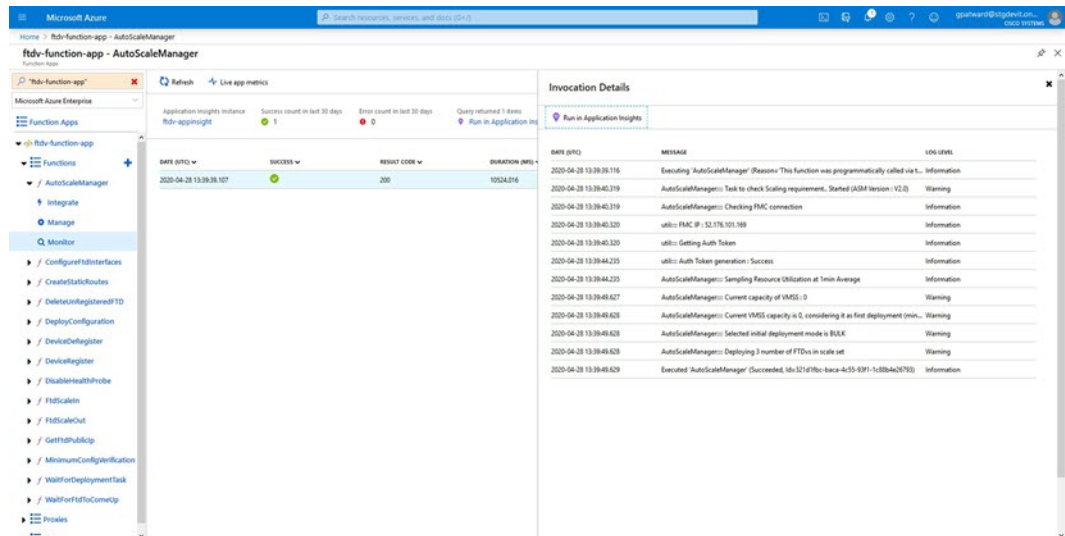 Microsoft Azure
Search resources, services, and docs (G+/)
gpatward@stgdevit.on...
CISCO SYSTEMS
Home > ftdv-function-app - AutoScaleManager
ftdv-function-app - AutoScaleManager
Function Apps
"ftdv-function-app"
Microsoft Azure Enterprise
Function Apps
ftdv-function-app
Functions
AutoScaleManager
Integrate
Manage
Monitor
ConfigureFtdInterfaces
CreateStaticRoutes
DeleteUnRegisteredFTD
DeployConfiguration
DeviceDeRegister
DeviceRegister
DisableHealthProbe
FtdScaleIn
FtdScaleOut
GetFtdPublicIp
MinimumConfigVerification
WaitForDeploymentTask
WaitForFtdToComeUp
Proxies
Refresh Live app metrics
Application Insights Instance Success count in last 30 days Error count in last 30 days Query returned 1 items
ftdv-appinsight 1 0 Run in Application Ins
DATE (UTC) SUCCESS RESULT CODE DURATION (MS)
2020-04-28 13:39:39.107 200 10524.016
Invocation Details
Run in Application Insights
DATE (UTC) MESSAGE LOG LEVEL
2020-04-28 13:39:39.116 Executing 'AutoScaleManager' (Reason='This function was programmatically called via t... Information
2020-04-28 13:39:40.319 AutoScaleManager::: Task to check Scaling requirement.. Started (ASM Version : V2.0) Warning
2020-04-28 13:39:40.319 AutoScaleManager::: Checking FMC connection Information
2020-04-28 13:39:40.320 util::: FMC IP : 52.176.101.169 Information
2020-04-28 13:39:40.320 util::: Getting Auth Token Information
2020-04-28 13:39:44.235 util::: Auth Token generation : Success Information
2020-04-28 13:39:44.235 AutoScaleManager::: Sampling Resource Utilization at 1min Average Information
2020-04-28 13:39:49.627 AutoScaleManager::: Current capacity of VMSS : 0 Warning
2020-04-28 13:39:49.628 AutoScaleManager::: Current VMSS capacity is 0, considering it as first deployment (min... Warning
2020-04-28 13:39:49.628 AutoScaleManager::: Selected initial deployment mode is BULK Warning
2020-04-28 13:39:49.628 AutoScaleManager::: Deploying 3 number of FTDvs in scale set Warning
2020-04-28 13:39:49.629 Executed 'AutoScaleManager' (Succeeded, Id=321d1fbc-baca-4c55-93f1-1c88b4e26793) Information